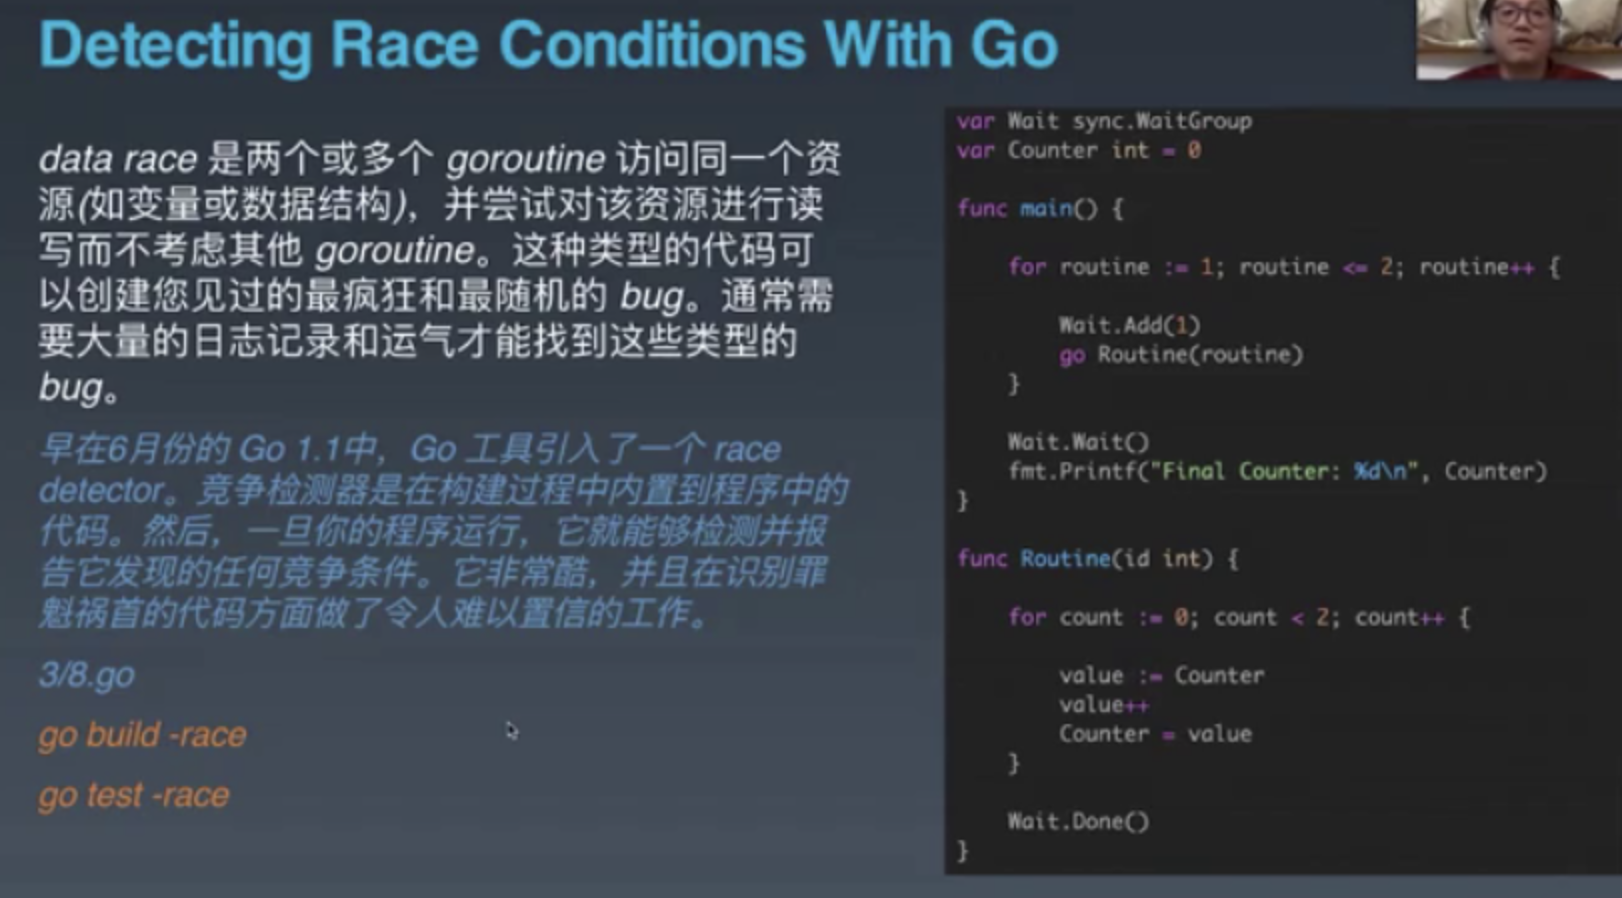 Detecting Race Conditions With Go
data race 是两个或多个 goroutine 访问同一个资
源(如变量或数据结构)，并尝试对该资源进行读
写而不考虑其他 goroutine。这种类型的代码可
以创建您见过的最疯狂和最随机的 bug。通常需
要大量的日志记录和运气才能找到这些类型的
bug。
早在6月份的 Go 1.1中，Go 工具引入了一个 race
detector。竞争检测器是在构建过程中内置到程序中的
代码。然后，一旦你的程序运行，它就能够检测并报
告它发现的任何竞争条件。它非常酷，并且在识别罪
魁祸首的代码方面做了令人难以置信的工作。
3/8.go
go build -race
go test -race
var Wait sync.WaitGroup
var Counter int = 0
func main() {
for routine := 1; routine <= 2; routine++ {
Wait.Add(1)
go Routine(routine)
}
Wait.Wait()
fmt.Printf("Final Counter: %d\n", Counter)
}
func Routine(id int) {
for count := 0; count < 2; count++ {
value := Counter
value++
Counter = value
}
Wait.Done()
}